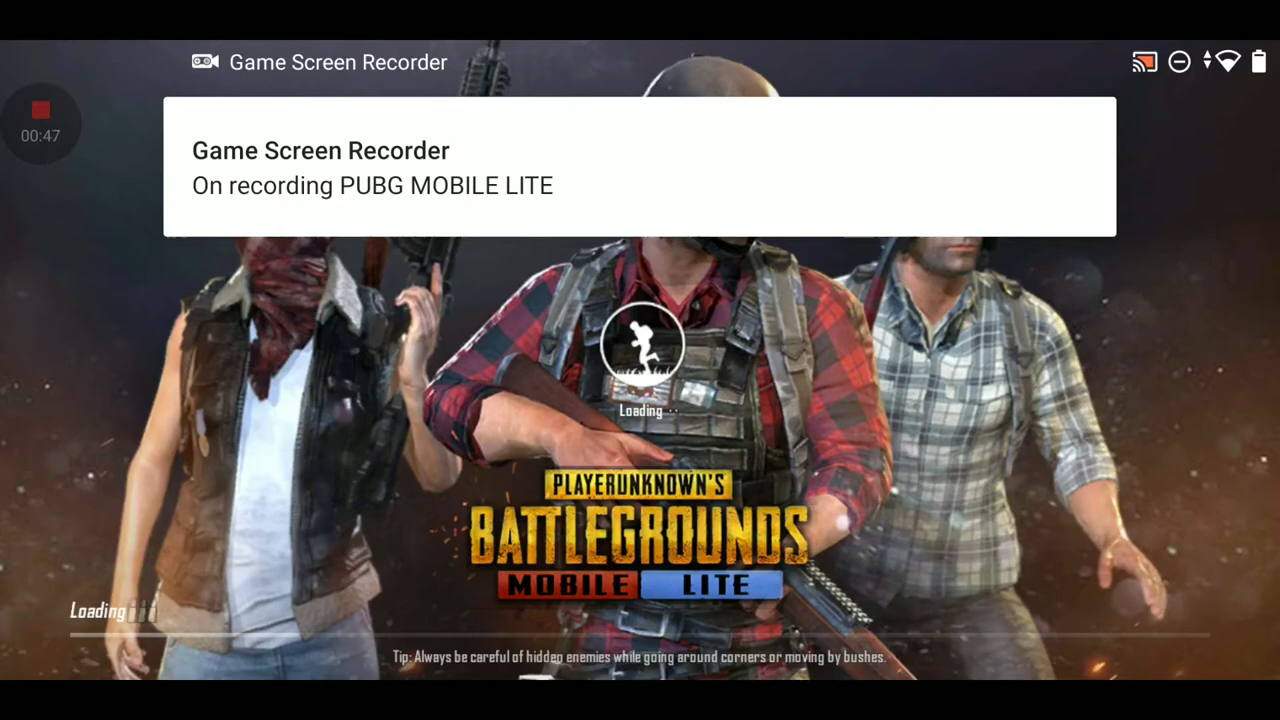 Game Screen Recorder
00:47
Game Screen Recorder
On recording PUBG MOBILE LITE
Loading
PLAYERUNKNOWN'S
BATTLEGROUNDS
MOBILE LITE
Loading
Tip: Always be careful of hidden enemies while going around corners or moving by bushes.